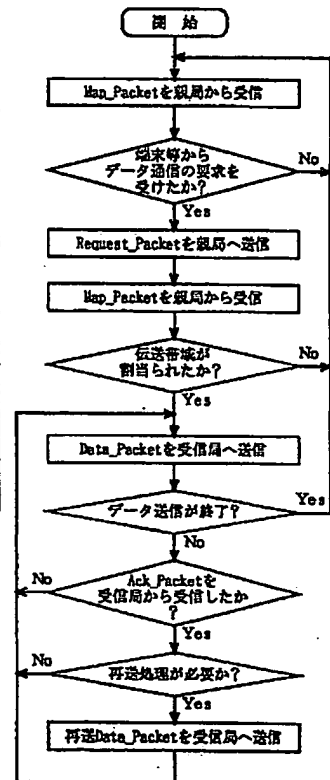 開始
Map_Packetを親局から受信
端末等から
データ通信の要求を
受けたか?
No
Yes
Request_Packetを親局へ送信
Map_Packetを親局から受信
伝送帯域が
割当られたか?
No
Yes
Data_Packetを受信局へ送信
データ送信が終了?
Yes
No
Ack_Packetを
受信局から受信したか
?
No
Yes
再送処理が必要か?
No
Yes
再送Data_Packetを受信局へ送信